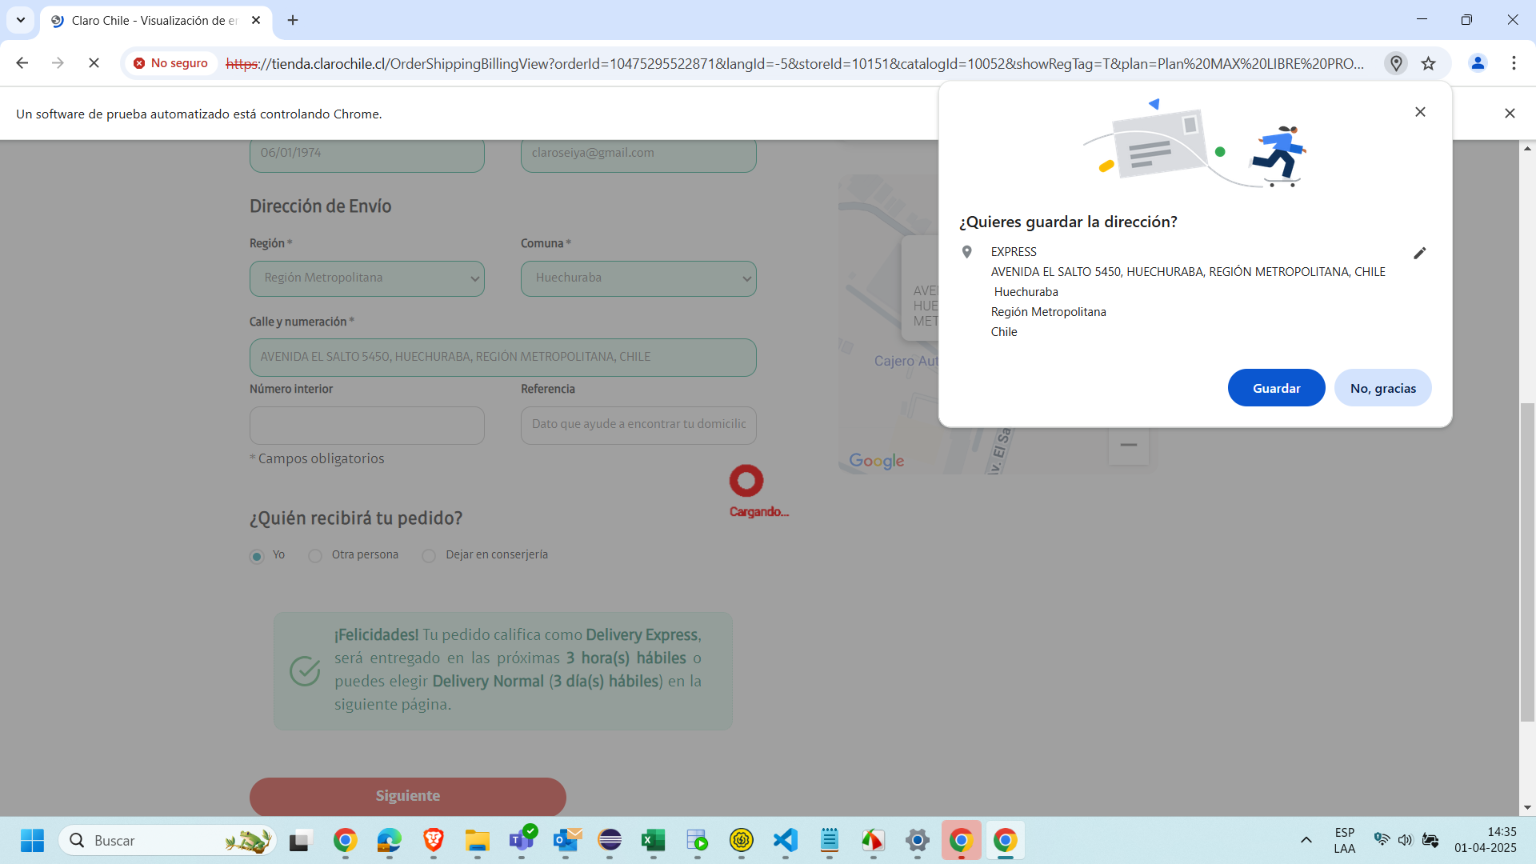 Claro Chile - Visualización de e
No seguro
https://tienda.clarochile.cl/OrderShippingBillingView?orderId=10475295522871&langId=-5&storeId=10151&catalogId=10052&showRegTag=T&plan=Plan%20MAX%20LIBRE%20PRO...
Un software de prueba automatizado está controlando Chrome.
06/01/1974
claroseiya@gmail.com
Dirección de Envío
Región *
Comuna *
Región Metropolitana
Huechuraba
Calle y numeración *
AVENIDA EL SALTO 5450, HUECHURABA, REGIÓN METROPOLITANA, CHILE
Número interior
Referencia
Dato que ayude a encontrar tu domicilio
* Campos obligatorios
¿Quién recibirá tu pedido?
Yo
Otra persona
Dejar en conserjería
¡Felicidades! Tu pedido califica como Delivery Express,
será entregado en las próximas 3 hora(s) hábiles o
puedes elegir Delivery Normal (3 día(s) hábiles) en la
siguiente página.
Siguiente
Cargando...
AVE
HUE
MET
Cajero Aut
Google
Av. El Sa
¿Quieres guardar la dirección?
EXPRESS
AVENIDA EL SALTO 5450, HUECHURABA, REGIÓN METROPOLITANA, CHILE
Huechuraba
Región Metropolitana
Chile
Guardar
No, gracias
Buscar
ESP
LAA
14:35
01-04-2025